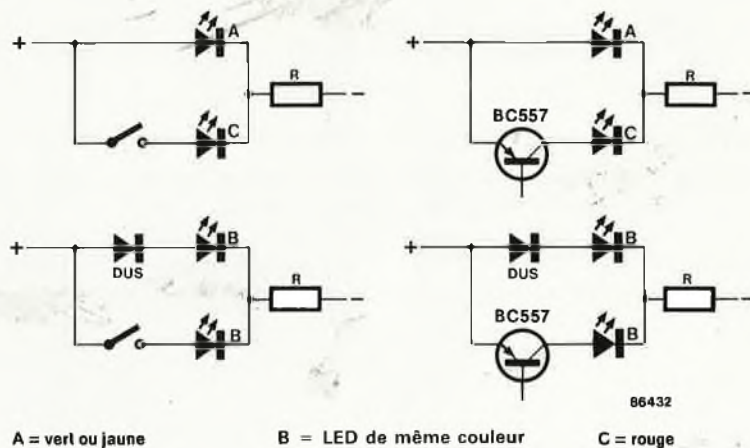 + A
R
−
C
+ A
R
−
BC557
C
+ B
DUS
R
−
B
+ B
DUS
R
−
BC557
B
86432
A = vert ou jaune B = LED de même couleur C = rouge